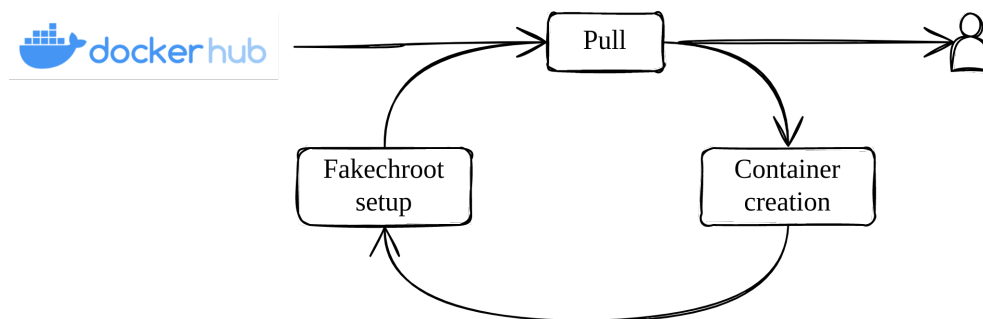 dockerhub
Pull
Fakechroot
setup
Container
creation